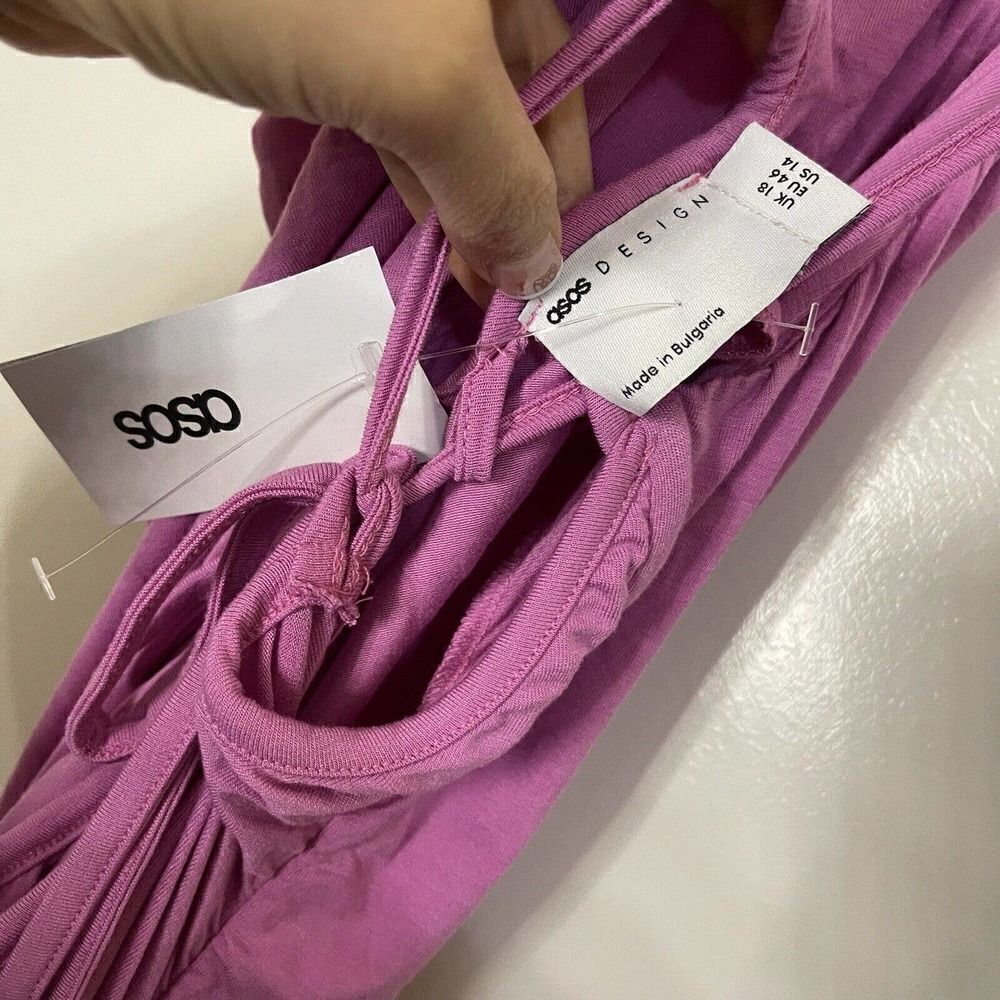 asos
asos DESIGN
Made in Bulgaria
UK 18
EU 46
US 14